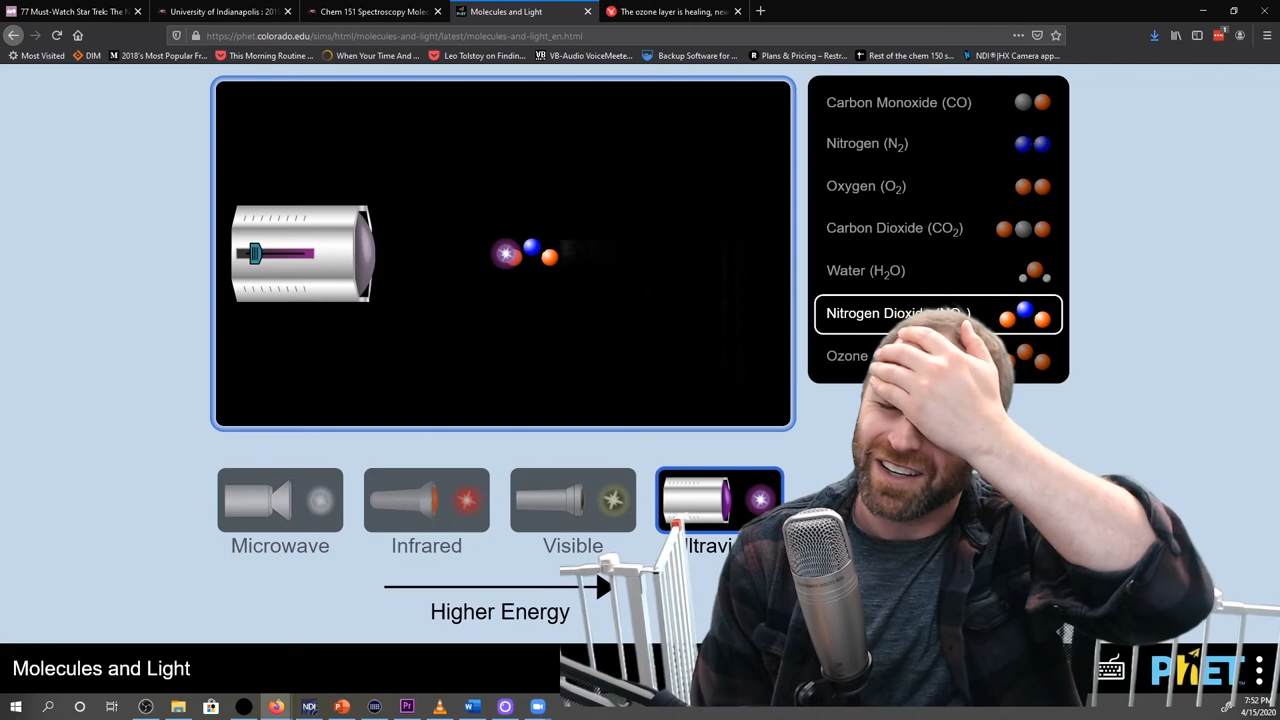 77 Must-Watch Star Trek: The N
University of Indianapolis : 2019
Chem 151 Spectroscopy Molec
Molecules and Light
The ozone layer is healing, new
https://phet.colorado.edu/sims/html/molecules-and-light/latest/molecules-and-light_en.html
Most Visited
DIM
2018's Most Popular Fr...
This Morning Routine ...
When Your Time And ...
Leo Tolstoy on Findin...
VB-Audio VoiceMeete...
Backup Software for ...
Plans & Pricing – Restr...
Rest of the chem 150 s...
NDI®|HX Camera app...
Carbon Monoxide (CO)
Nitrogen (N2)
Oxygen (O2)
Carbon Dioxide (CO2)
Water (H2O)
Nitrogen Dioxide
Ozone
Microwave
Infrared
Visible
Higher Energy
Molecules and Light
PhET
7:52 PM
4/15/2020